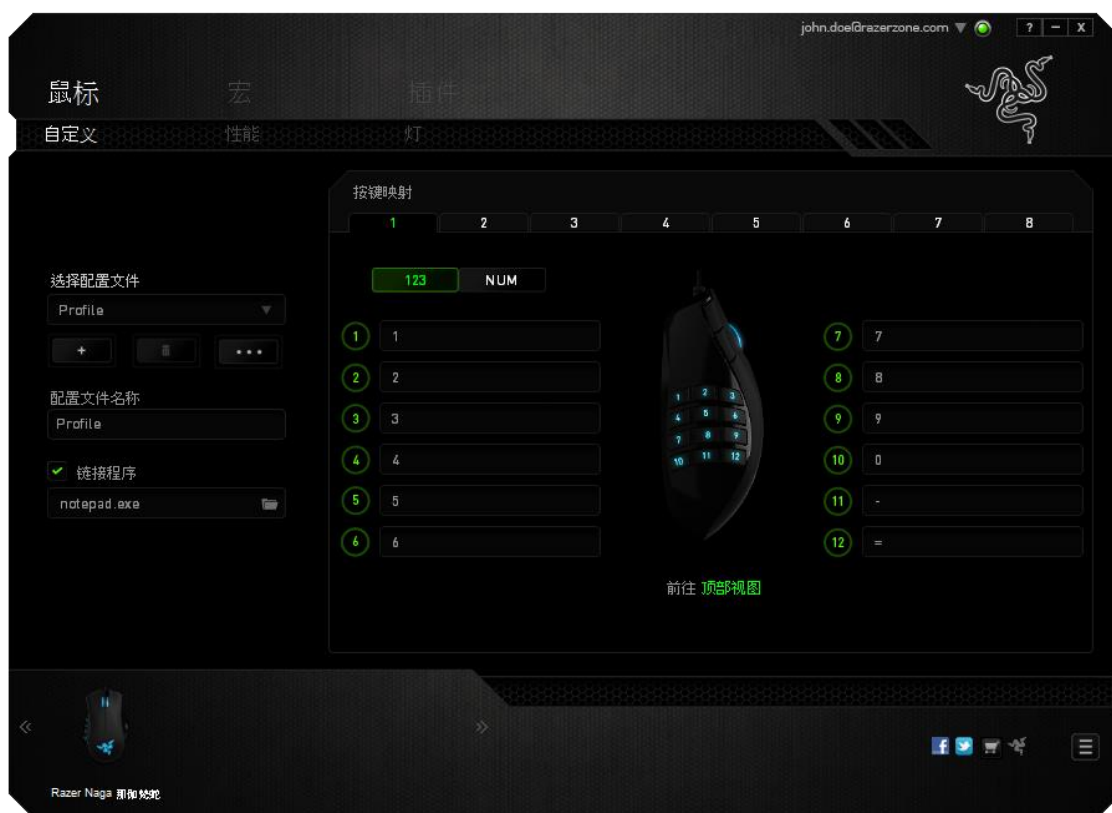 john.doe@razerzone.com
? - X
鼠标 宏 插件
自定义 性能 灯
按键映射
1 2 3 4 5 6 7 8
选择配置文件
Profile
配置文件名称
Profile
链接程序
notepad.exe
123 NUM
1 1
2 2
3 3
4 4
5 5
6 6
1 2 3
4 5 6
7 8 9
10 11 12
7 7
8 8
9 9
10 0
11 -
12 =
前往 顶部视图
Razer Naga 那伽梵蛇